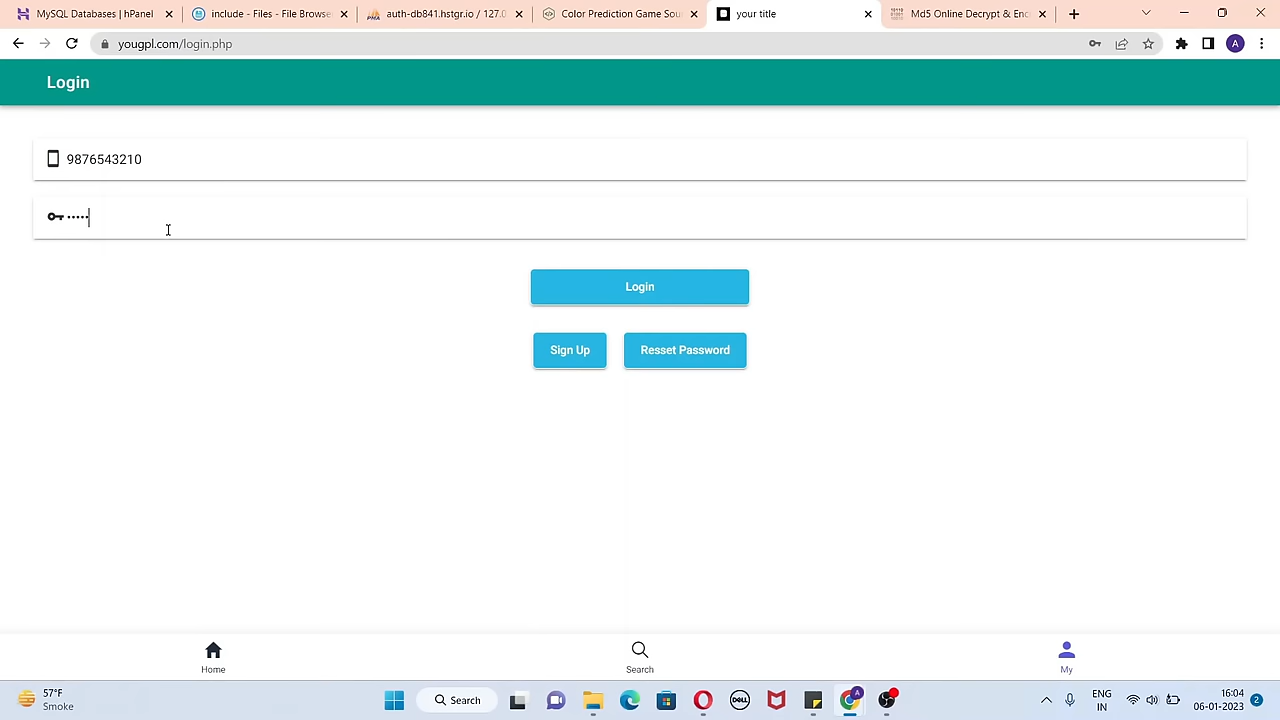 MySQL Databases | hPanel
include - Files - File Browse
auth-db841.hstgr.io / 127.0
Color Prediction Game Sou
your title
Md5 Online Decrypt & Enc
yougpl.com/login.php
A
Login
9876543210
•••••
Login
Sign Up
Resset Password
Home
Search
My
57°F
Smoke
Search
DELL
A
ENG
IN
16:04
06-01-2023
2